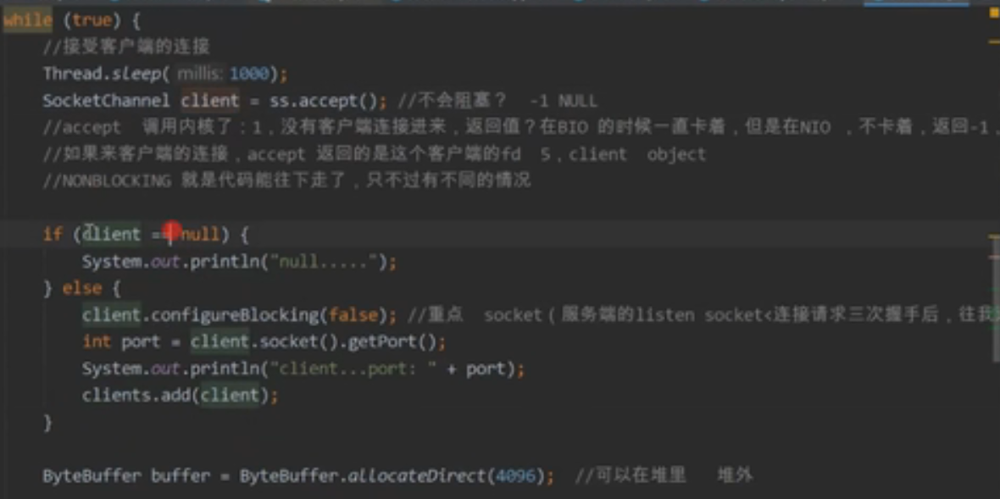 while (true) {
//接受客户端的连接
Thread.sleep( millis: 1000);
SocketChannel client = ss.accept(); //不会阻塞？ -1 NULL
//accept 调用内核了：1，没有客户端连接进来，返回值？在BIO 的时候一直卡着，但是在NIO ，不卡着，返回-1，
//如果来客户端的连接，accept 返回的是这个客户端的fd 5，client object
//NONBLOCKING 就是代码能往下走了，只不过有不同的情况
if (client == null) {
System.out.println("null.....");
} else {
client.configureBlocking(false); //重点 socket（服务端的listen socket<连接请求三次握手后，往我
int port = client.socket().getPort();
System.out.println("client...port: " + port);
clients.add(client);
}
ByteBuffer buffer = ByteBuffer.allocateDirect(4096); //可以在堆里 堆外